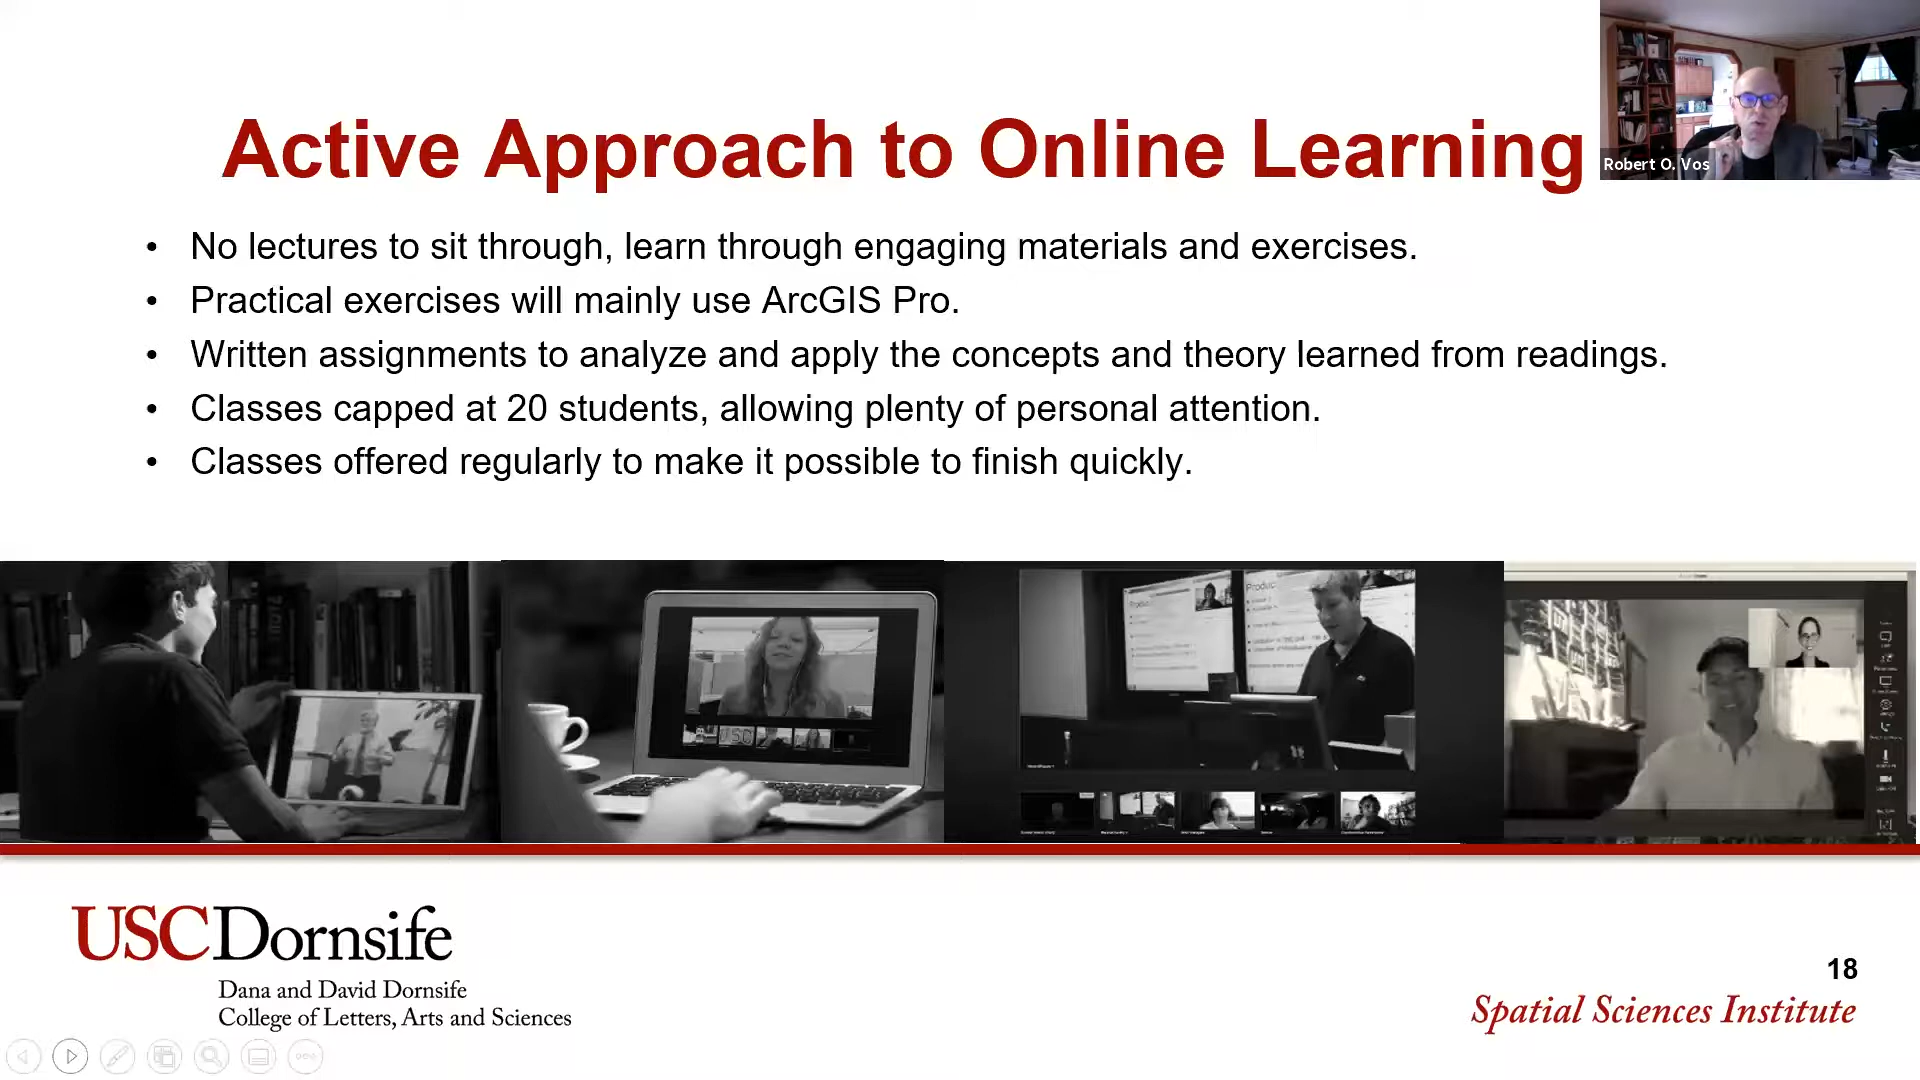 Active Approach to Online Learning
Robert O. Vos
• No lectures to sit through, learn through engaging materials and exercises.
• Practical exercises will mainly use ArcGIS Pro.
• Written assignments to analyze and apply the concepts and theory learned from readings.
• Classes capped at 20 students, allowing plenty of personal attention.
• Classes offered regularly to make it possible to finish quickly.
Produc
USC
USCDornsife
Dana and David Dornsife
College of Letters, Arts and Sciences
18
Spatial Sciences Institute